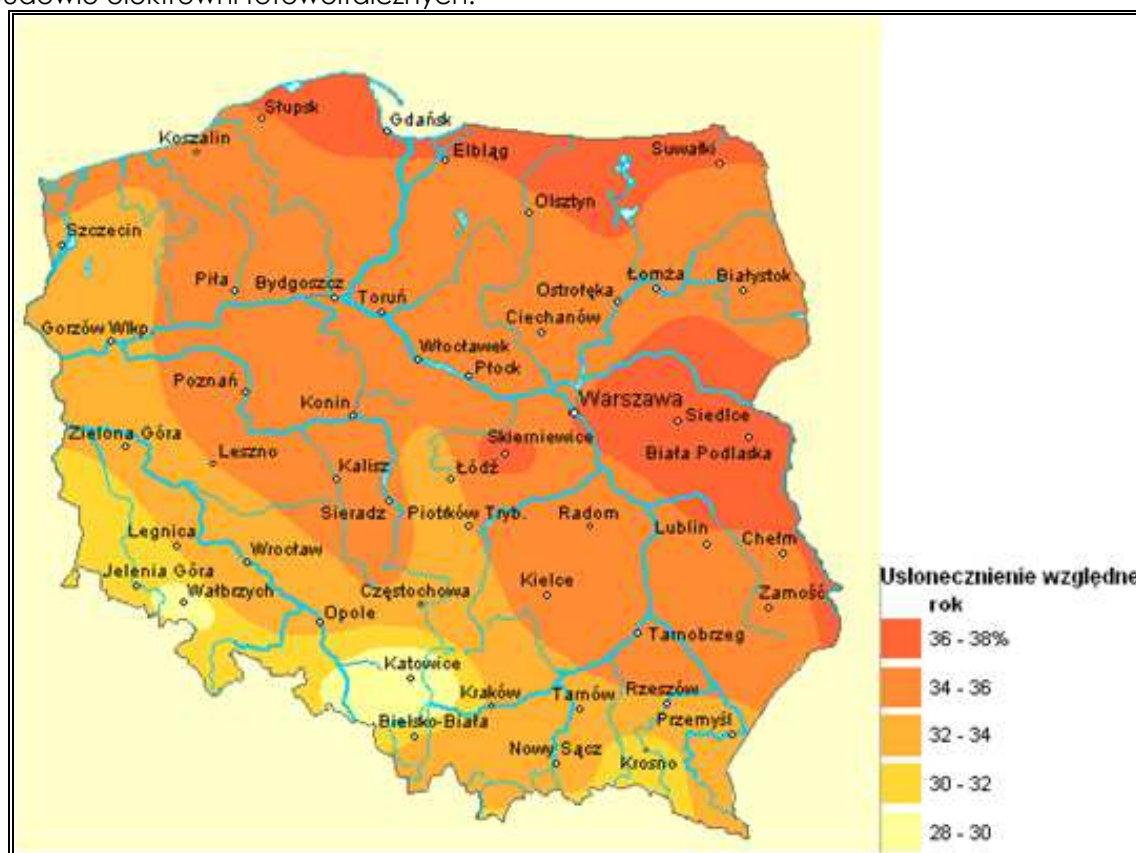 elektrowni fotowoltaicznych.
Słupsk
Gdańsk
Koszalin
Elbląg
Suwałki
Olsztyn
Szczecin
Piła
Bydgoszcz
Toruń
Łomża
Białystok
Ostrołęka
Ciechanów
Gorzów Wlkp.
Włocławek
Płock
Poznań
Konin
Warszawa
Siedlce
Skierniewice
Biała Podlaska
Zielona Góra
Leszno
Kalisz
Łódź
Sieradz
Piotrków Tryb.
Radom
Lublin
Chełm
Legnica
Wrocław
Jelenia Góra
Wałbrzych
Częstochowa
Kielce
Zamość
Opole
Tarnobrzeg
Katowice
Kraków
Tarnów
Rzeszów
Przemyśl
Bielsko-Biała
Nowy Sącz
Krosno
Usłonecznienie względne
rok
36 - 38%
34 - 36
32 - 34
30 - 32
28 - 30